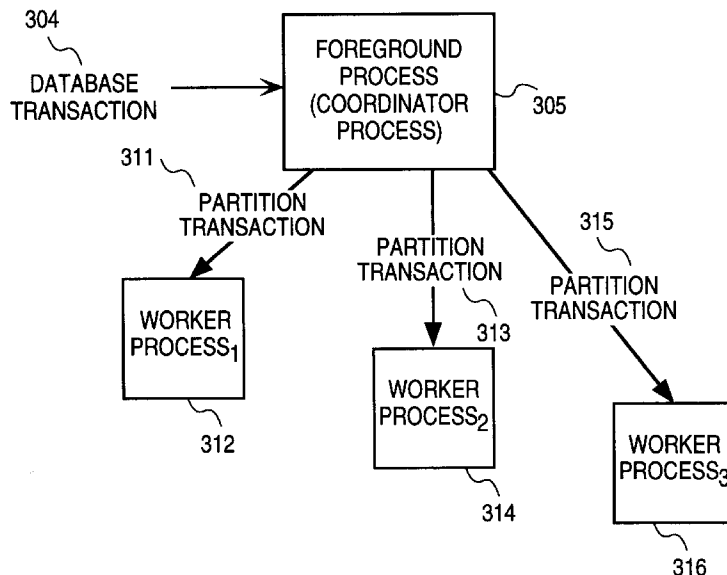 304
DATABASE
TRANSACTION
FOREGROUND
PROCESS
(COORDINATOR
PROCESS)
305
311
PARTITION
TRANSACTION
PARTITION
TRANSACTION
313
315
PARTITION
TRANSACTION
WORKER
PROCESS1
312
WORKER
PROCESS2
314
WORKER
PROCESS3
316